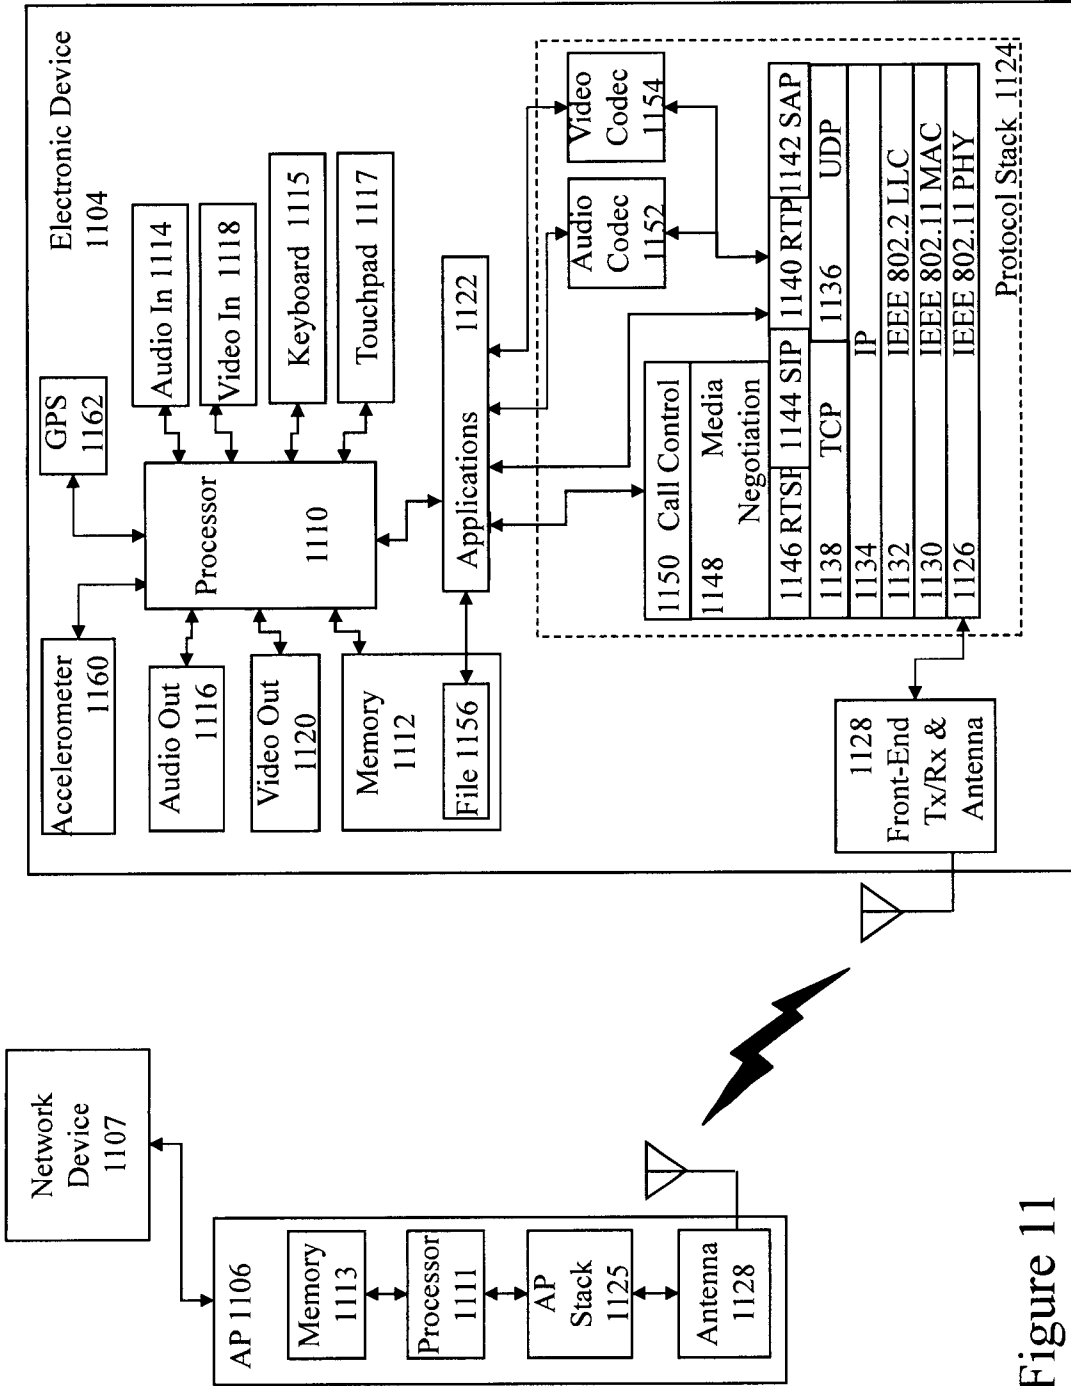 Network
Device
1107
AP 1106
Memory
1113
Processor
1111
AP
Stack
1125
Antenna
1128
Figure 11
Electronic Device
1104
Accelerometer
1160
GPS
1162
Audio Out
1116
Video Out
1120
Memory
1112
File 1156
Processor
1110
Audio In 1114
Video In 1118
Keyboard 1115
Touchpad 1117
Applications 1122
Audio
Codec
1152
Video
Codec
1154
1150 Call Control
1148 Media
Negotiation
1146 RTSP 1144 SIP 1140 RTP 1142 SAP
1138 TCP 1136 UDP
1134 IP
1132 IEEE 802.2 LLC
1130 IEEE 802.11 MAC
1126 IEEE 802.11 PHY
Protocol Stack 1124
1128
Front-End
Tx/Rx &
Antenna